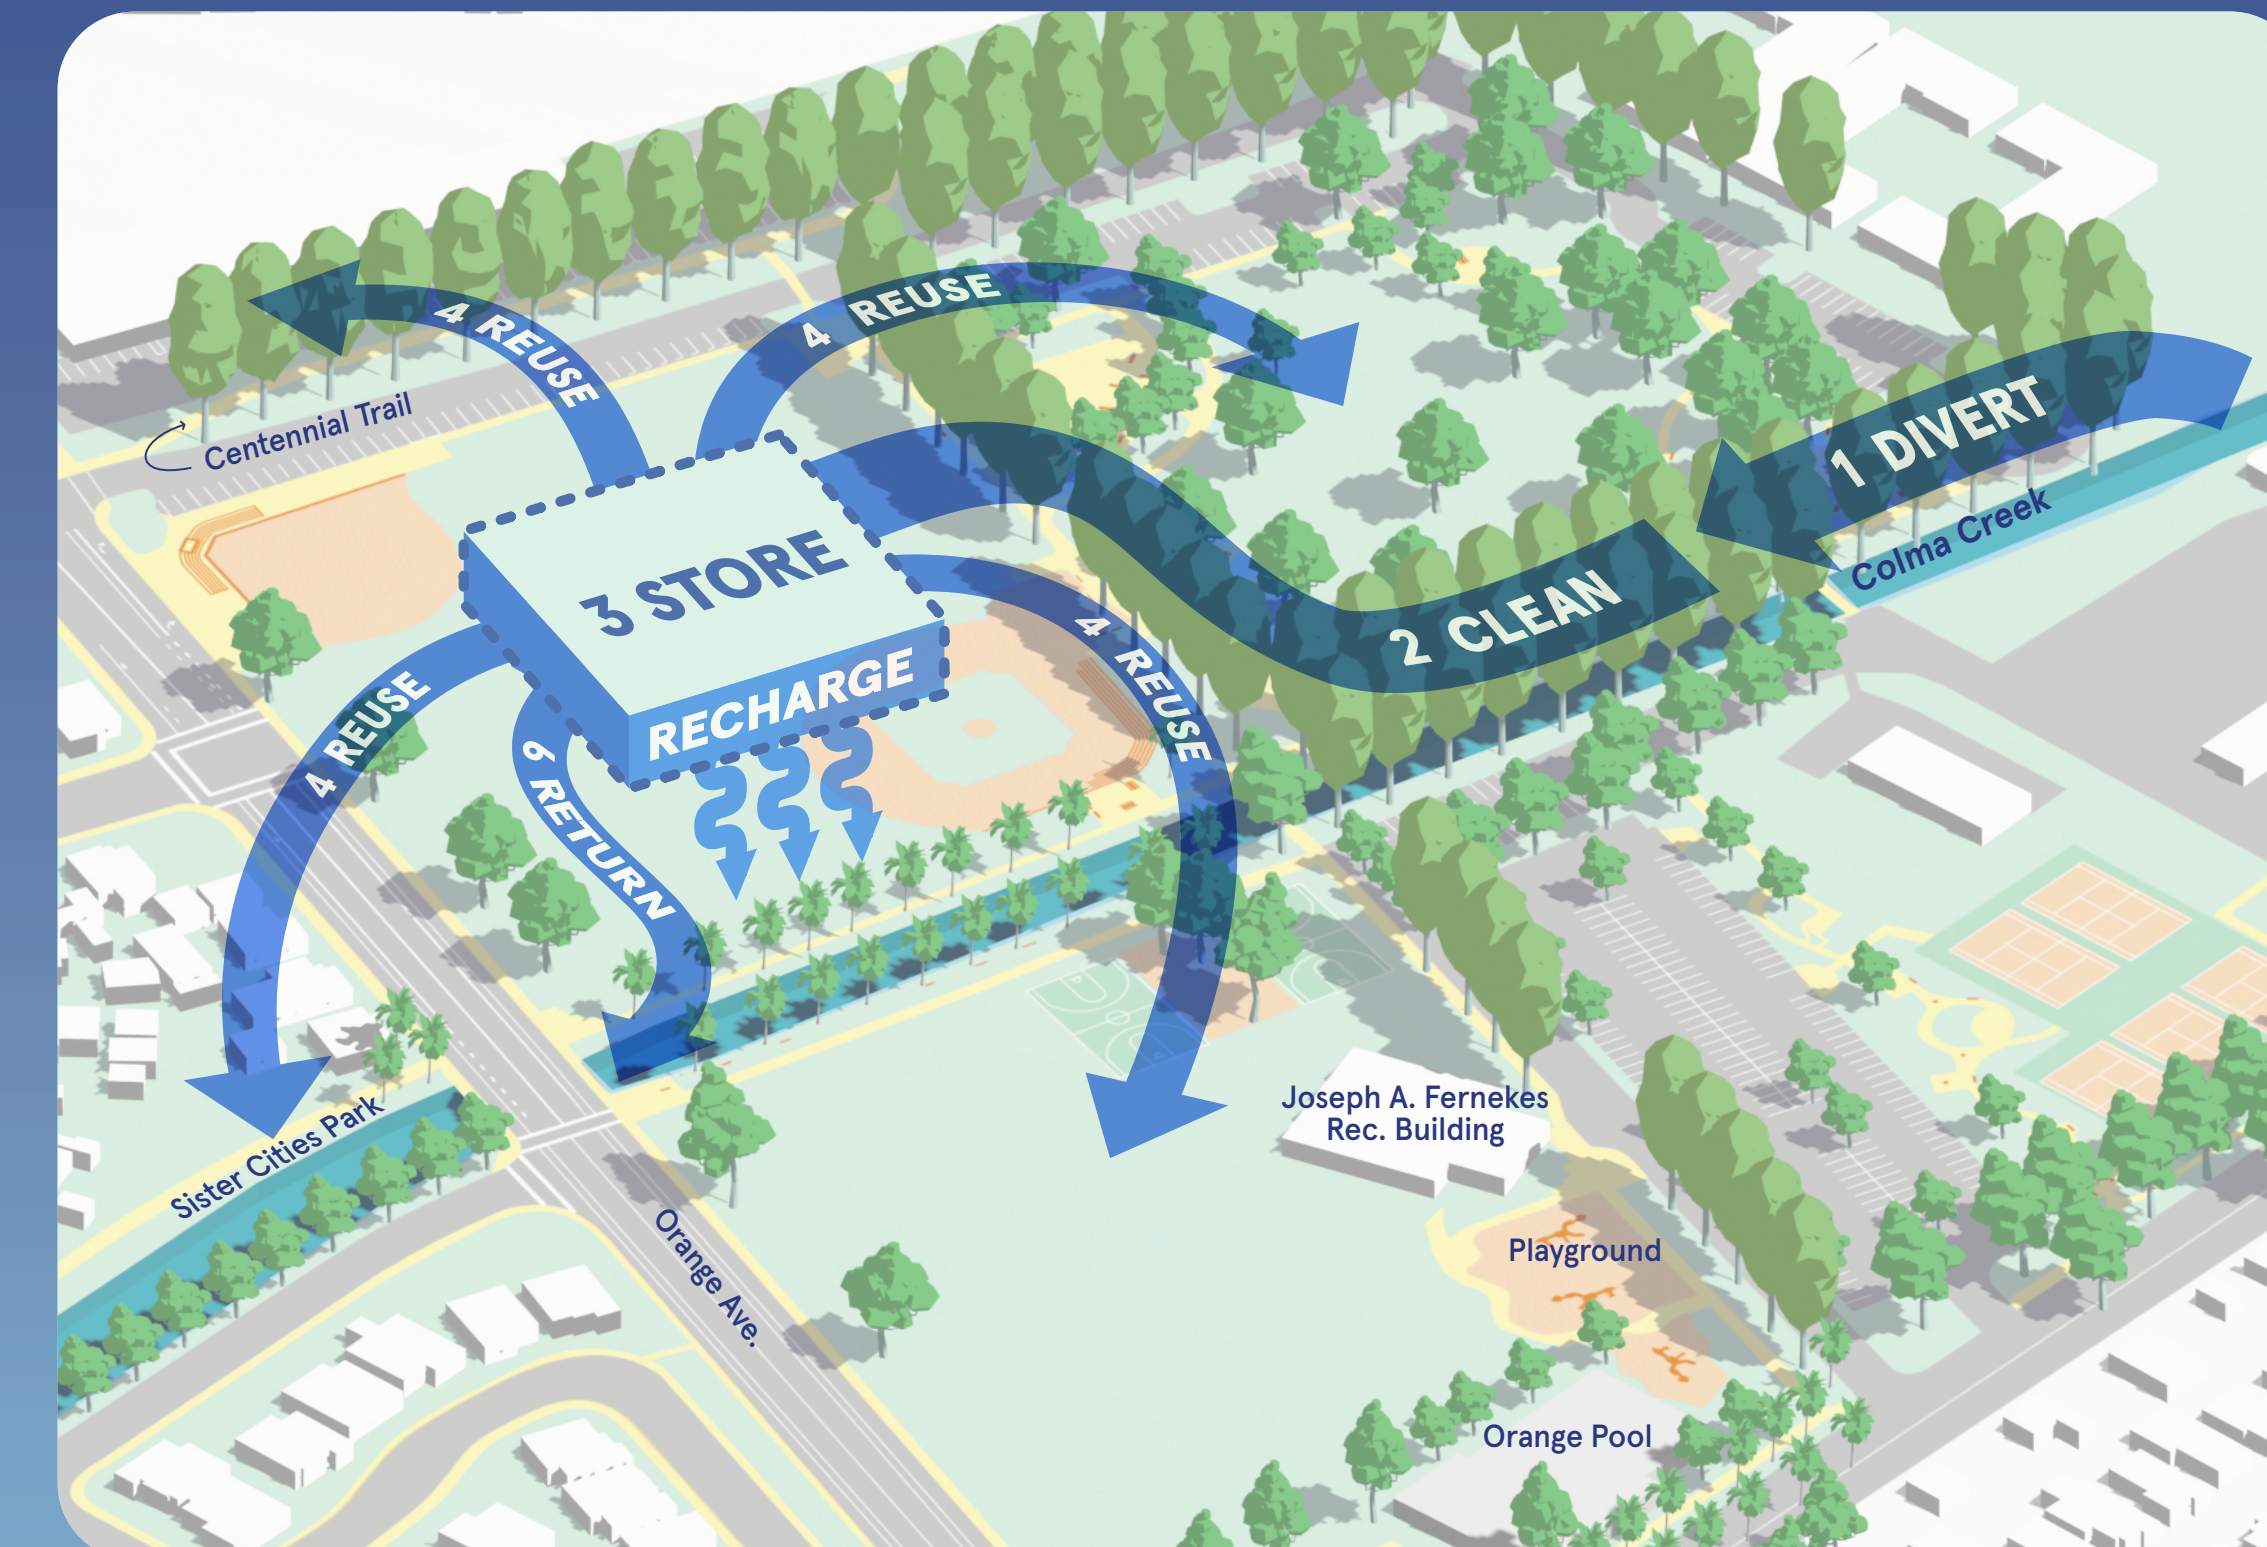 4 REUSE
4 REUSE
1 DIVERT
Centennial Trail
Colma Creek
3 STORE
2 CLEAN
RECHARGE
4 REUSE
4 REUSE
6 RETURN
Joseph A. Fernekes
Rec. Building
Sister Cities Park
Orange Ave.
Playground
Orange Pool